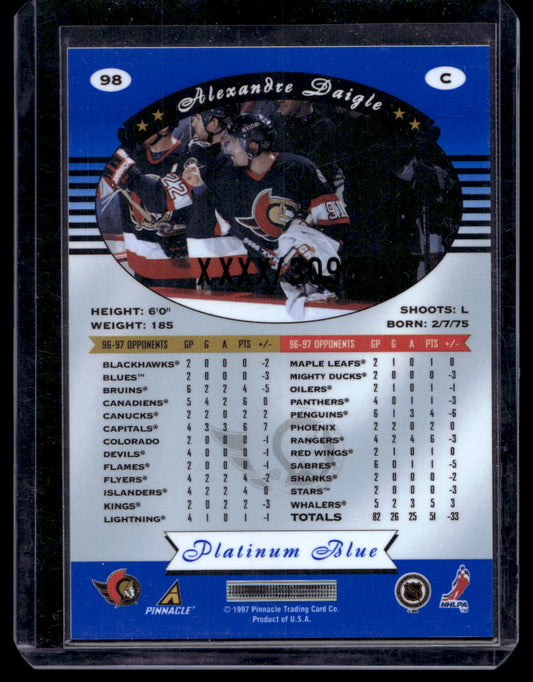 98
C
Alexandre Daigle
XXXX/3099
HEIGHT: 6'0"
SHOOTS: L
WEIGHT: 185
BORN: 2/7/75
96-97 OPPONENTS GP G A PTS +/-
BLACKHAWKS® 2 0 0 0 -2
BLUES™ 2 0 0 0 -3
BRUINS® 6 2 2 4 -5
CANADIENS® 5 4 2 6 0
CANUCKS® 2 2 0 2 2
CAPITALS® 4 3 3 6 7
COLORADO 2 0 0 0 -1
DEVILS® 4 0 1 1 -1
FLAMES® 2 0 0 0 0
FLYERS® 4 2 2 4 -2
ISLANDERS® 4 2 2 4 0
KINGS® 2 0 2 2 -3
LIGHTNING® 4 1 0 1 -1
96-97 OPPONENTS GP G A PTS +/-
MAPLE LEAFS® 2 1 0 1 0
MIGHTY DUCKS® 2 0 0 0 -3
OILERS® 2 1 0 1 -1
PANTHERS® 4 0 1 1 -3
PENGUINS® 6 1 3 4 -6
PHOENIX 2 2 0 2 0
RANGERS® 4 2 4 6 -3
RED WINGS® 2 1 0 1 0
SABRES® 6 0 1 1 -5
SHARKS® 2 0 0 0 -2
STARS™ 2 0 0 0 -3
WHALERS® 5 2 3 5 3
TOTALS 82 26 25 51 -33
Platinum Blue
PINNACLE
© 1997 Pinnacle Trading Card Co.
Product of U.S.A.
NHLPA